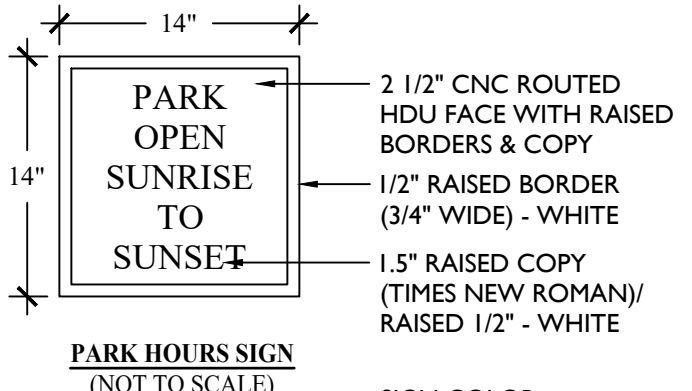 14"
14"
PARK
OPEN
SUNRISE
TO
SUNSET
2 1/2" CNC ROUTED
HDU FACE WITH RAISED
BORDERS & COPY
1/2" RAISED BORDER
(3/4" WIDE) - WHITE
1.5" RAISED COPY
(TIMES NEW ROMAN)/
RAISED 1/2" - WHITE
PARK HOURS SIGN
(NOT TO SCALE)
SIGN COLOR